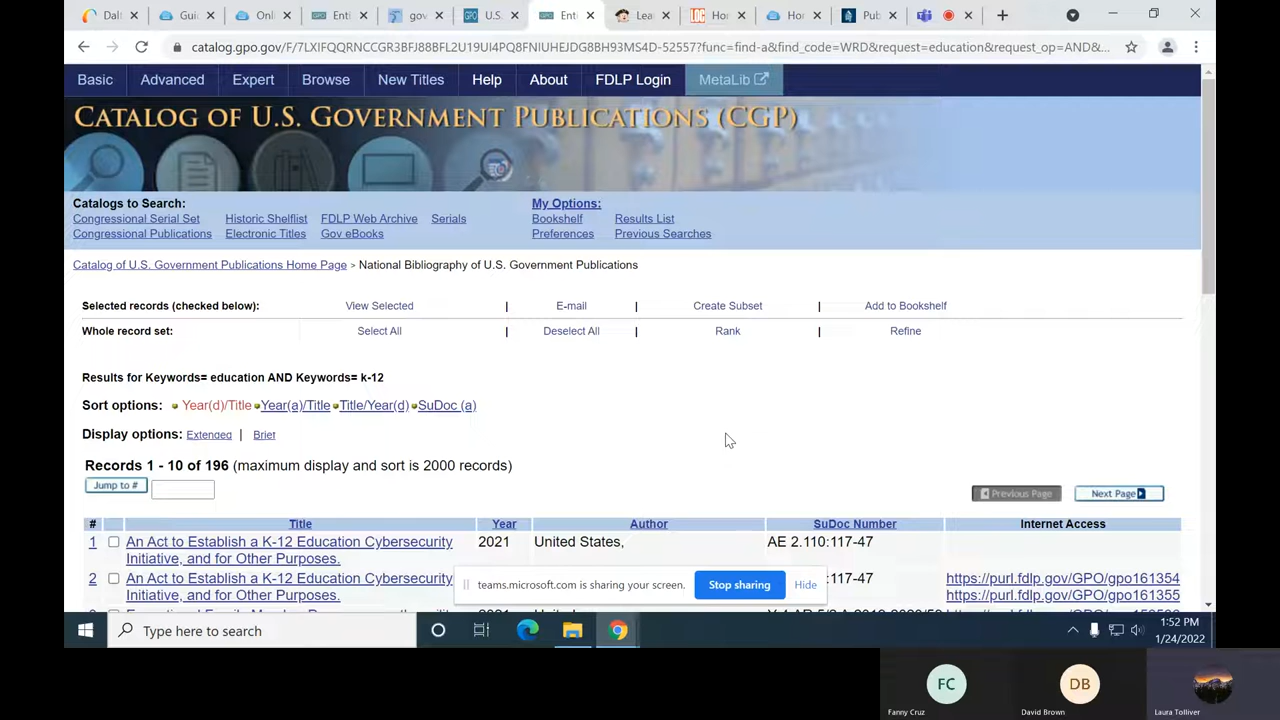 Dalt
Guid
Onl
Enti
gov
U.S.
Enti
Lear
Hor
Hor
Pub
catalog.gpo.gov/F/7LXIFQQRNCCGR3BFJ88BFL2U19UI4PQ8FNIUHEJDG8BH93MS4D-52557?func=find-a&find_code=WRD&request=education&request_op=AND&...
Basic Advanced Expert Browse New Titles Help About FDLP Login MetaLib
CATALOG OF U.S. GOVERNMENT PUBLICATIONS (CGP)
Catalogs to Search: My Options:
Congressional Serial Set Historic Shelflist FDLP Web Archive Serials Bookshelf Results List
Congressional Publications Electronic Titles Gov eBooks Preferences Previous Searches
Catalog of U.S. Government Publications Home Page > National Bibliography of U.S. Government Publications
Selected records (checked below): View Selected | E-mail | Create Subset | Add to Bookshelf
Whole record set: Select All | Deselect All | Rank | Refine
Results for Keywords= education AND Keywords= k-12
Sort options: Year(d)/Title Year(a)/Title Title/Year(d) SuDoc (a)
Display options: Extended | Brief
Records 1 - 10 of 196 (maximum display and sort is 2000 records)
Jump to #
Previous Page Next Page
# Title Year Author SuDoc Number Internet Access
1 An Act to Establish a K-12 Education Cybersecurity 2021 United States, AE 2.110:117-47
Initiative, and for Other Purposes.
2 An Act to Establish a K-12 Education Cybersecurity :117-47 https://purl.fdlp.gov/GPO/gpo161354
Initiative, and for Other Purposes. https://purl.fdlp.gov/GPO/gpo161355
teams.microsoft.com is sharing your screen. Stop sharing Hide
Type here to search
1:52 PM
1/24/2022
FC DB
Fanny Cruz David Brown Laura Tolliver